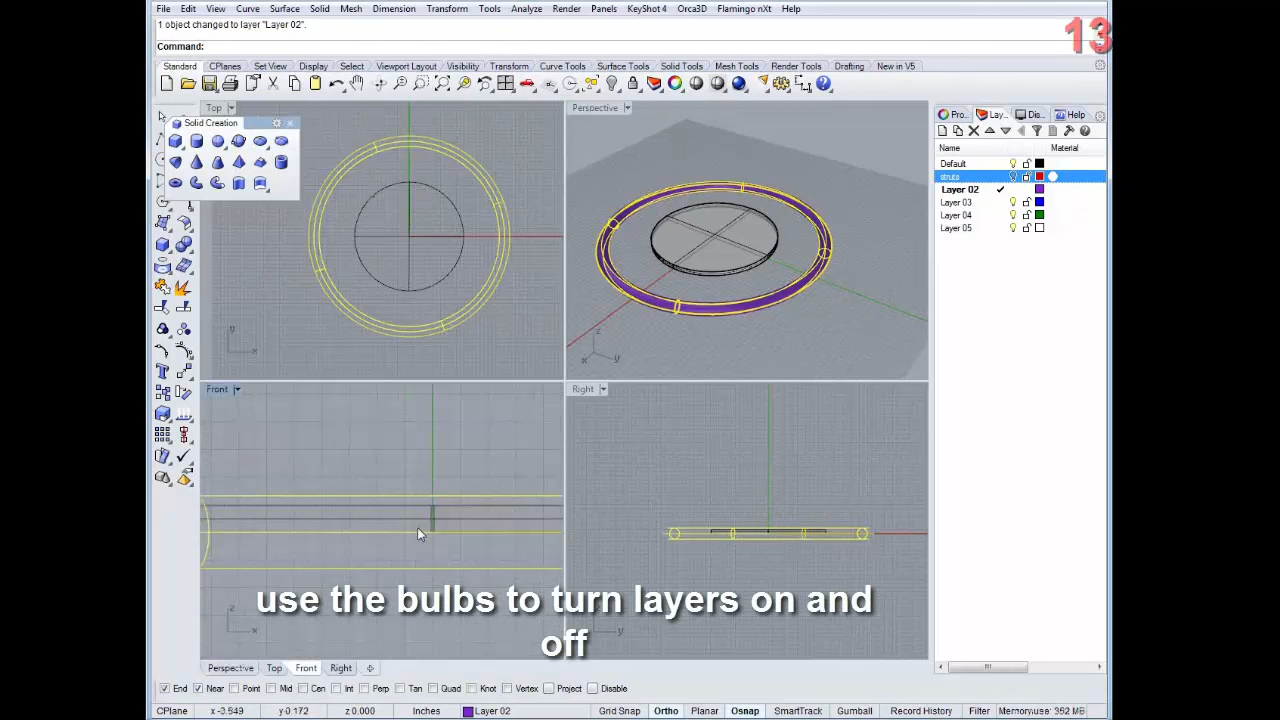 File Edit View Curve Surface Solid Mesh Dimension Transform Tools Analyze Render Panels KeyShot 4 Orca3D Flamingo nXt Help
1 object changed to layer "Layer 02".
13
Command:
Standard CPlanes Set View Display Select Viewport Layout Visibility Transform Curve Tools Surface Tools Solid Tools Mesh Tools Render Tools Drafting New in V5
Top
Perspective
Pro...
Lay...
Dis...
Help
Solid Creation
Name Material
Default
struts
Layer 02
Layer 03
Layer 04
Layer 05
y
x
z
x
y
Front
Right
use the bulbs to turn layers on and
off
z
x
y
Perspective Top Front Right
End Near Point Mid Cen Int Perp Tan Quad Knot Vertex Project Disable
CPlane x -3.949 y-0.172 z 0.000 Inches Layer 02 Grid Snap Ortho Planar Osnap SmartTrack Gumball Record History Filter Memory use: 352 MB